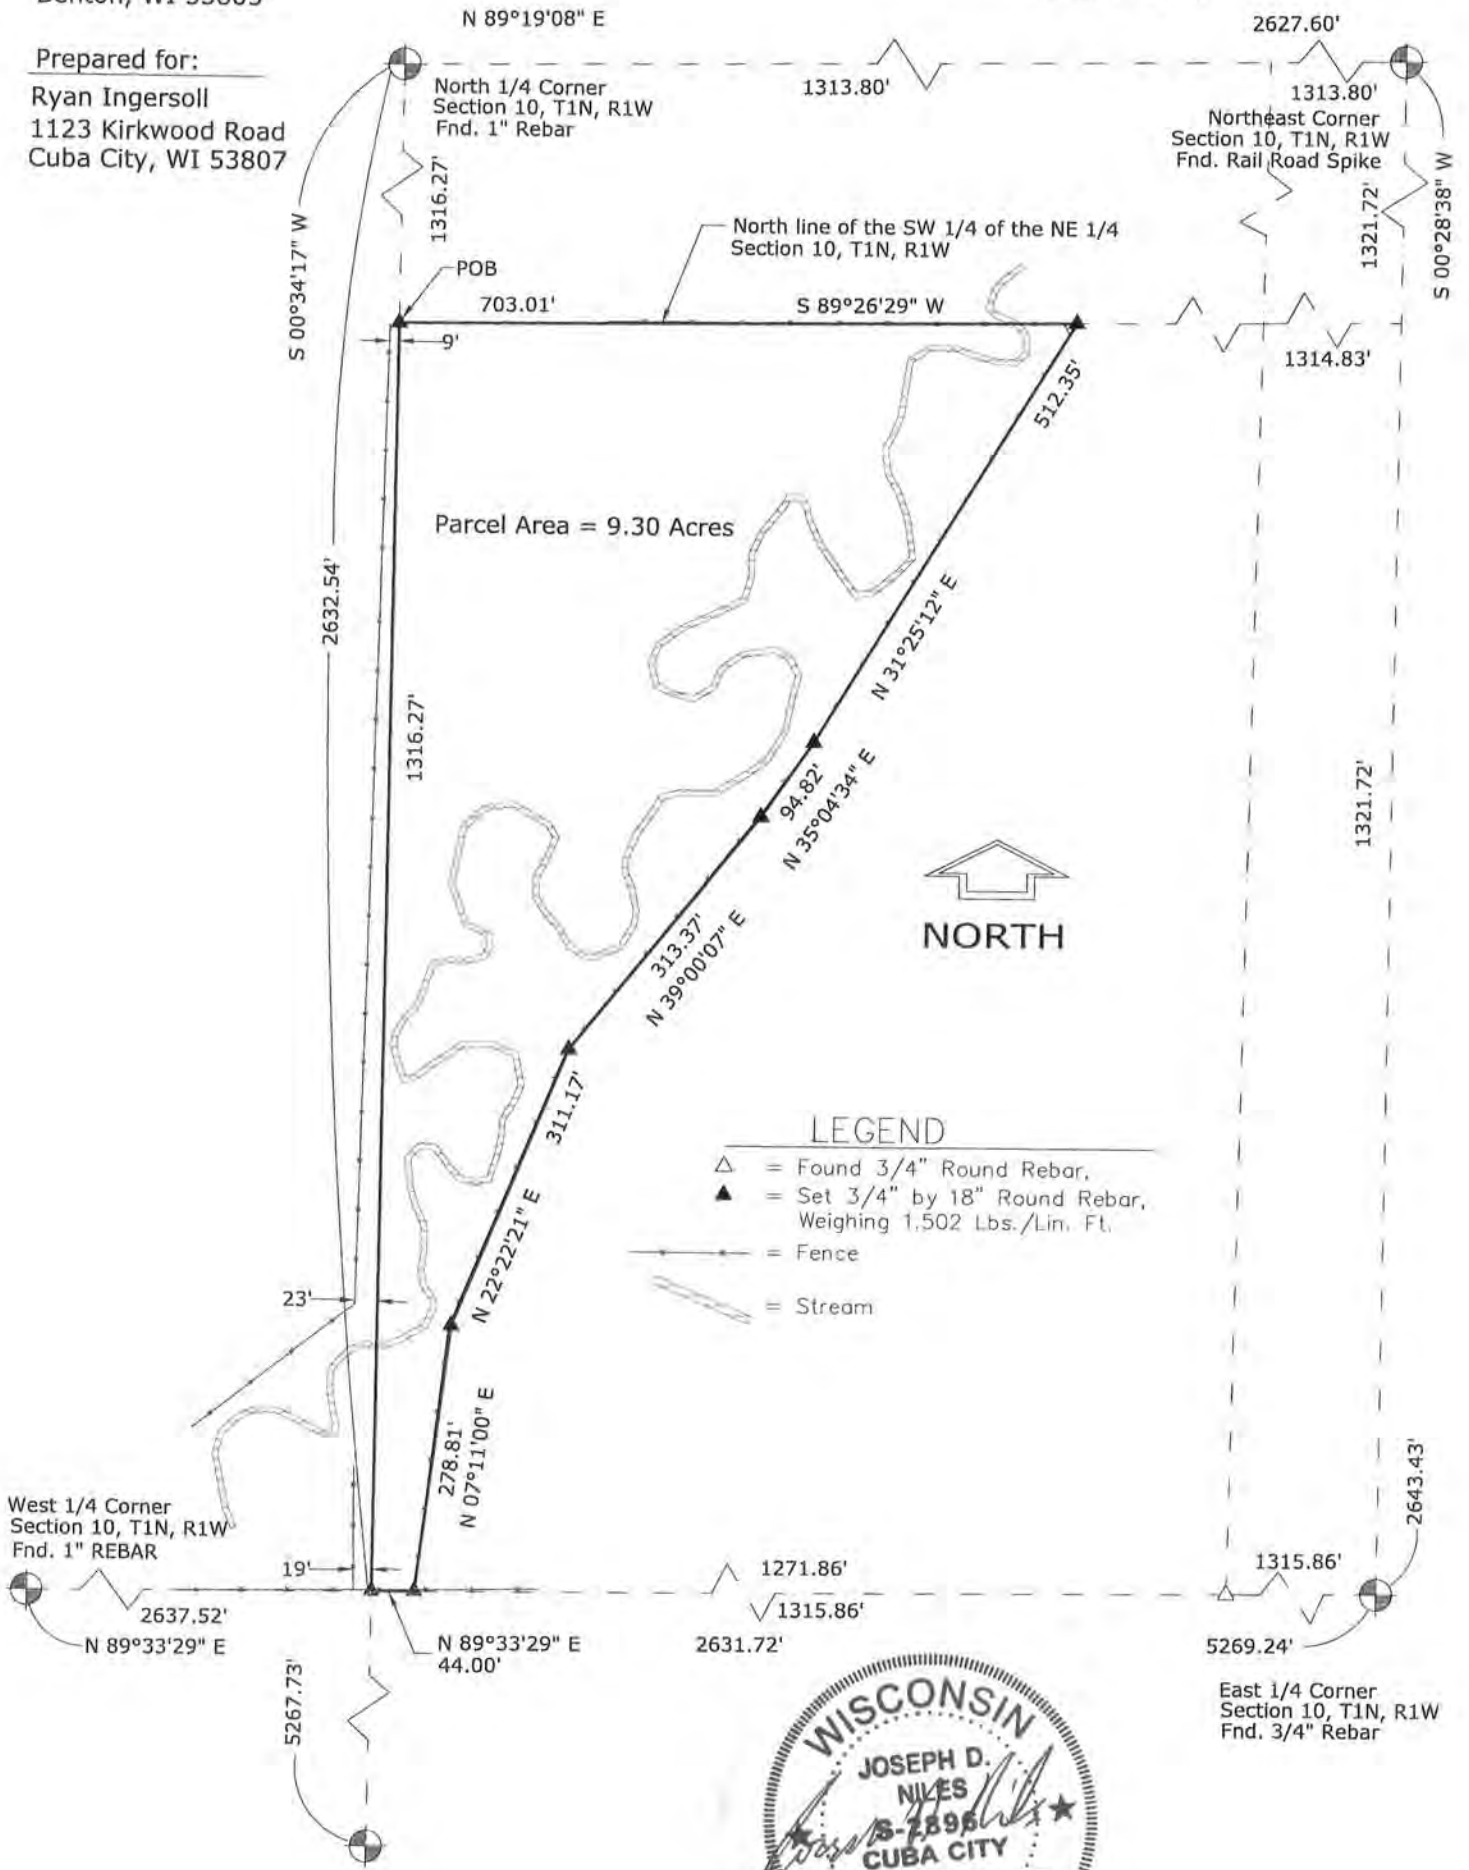 N 89°19'08" E
2627.60'
Prepared for:
Ryan Ingersoll
1123 Kirkwood Road
Cuba City, WI 53807
North 1/4 Corner
Section 10, T1N, R1W
Fnd. 1" Rebar
1313.80'
1313.80'
Northeast Corner
Section 10, T1N, R1W
Fnd. Rail Road Spike
S 00°34'17" W
1316.27'
1321.72'
S 00°28'38" W
North line of the SW 1/4 of the NE 1/4
Section 10, T1N, R1W
POB
703.01'
S 89°26'29" W
9'
1314.83'
512.35'
Parcel Area = 9.30 Acres
2632.54'
N 31°25'12" E
1316.27'
94.82'
N 35°04'34" E
1321.72'
313.37'
N 39°00'07" E
NORTH
311.17'
N 22°22'21" E
LEGEND
= Found 3/4" Round Rebar,
= Set 3/4" by 18" Round Rebar,
Weighing 1.502 Lbs./Lin. Ft.
= Fence
= Stream
23'
278.81'
N 07°11'00" E
2643.43'
West 1/4 Corner
Section 10, T1N, R1W
Fnd. 1" REBAR
19'
1271.86'
1315.86'
2637.52'
1315.86'
N 89°33'29" E
N 89°33'29" E
44.00'
2631.72'
5269.24'
5267.73'
East 1/4 Corner
Section 10, T1N, R1W
Fnd. 3/4" Rebar
WISCONSIN
JOSEPH D.
NILES
S-2896
CUBA CITY